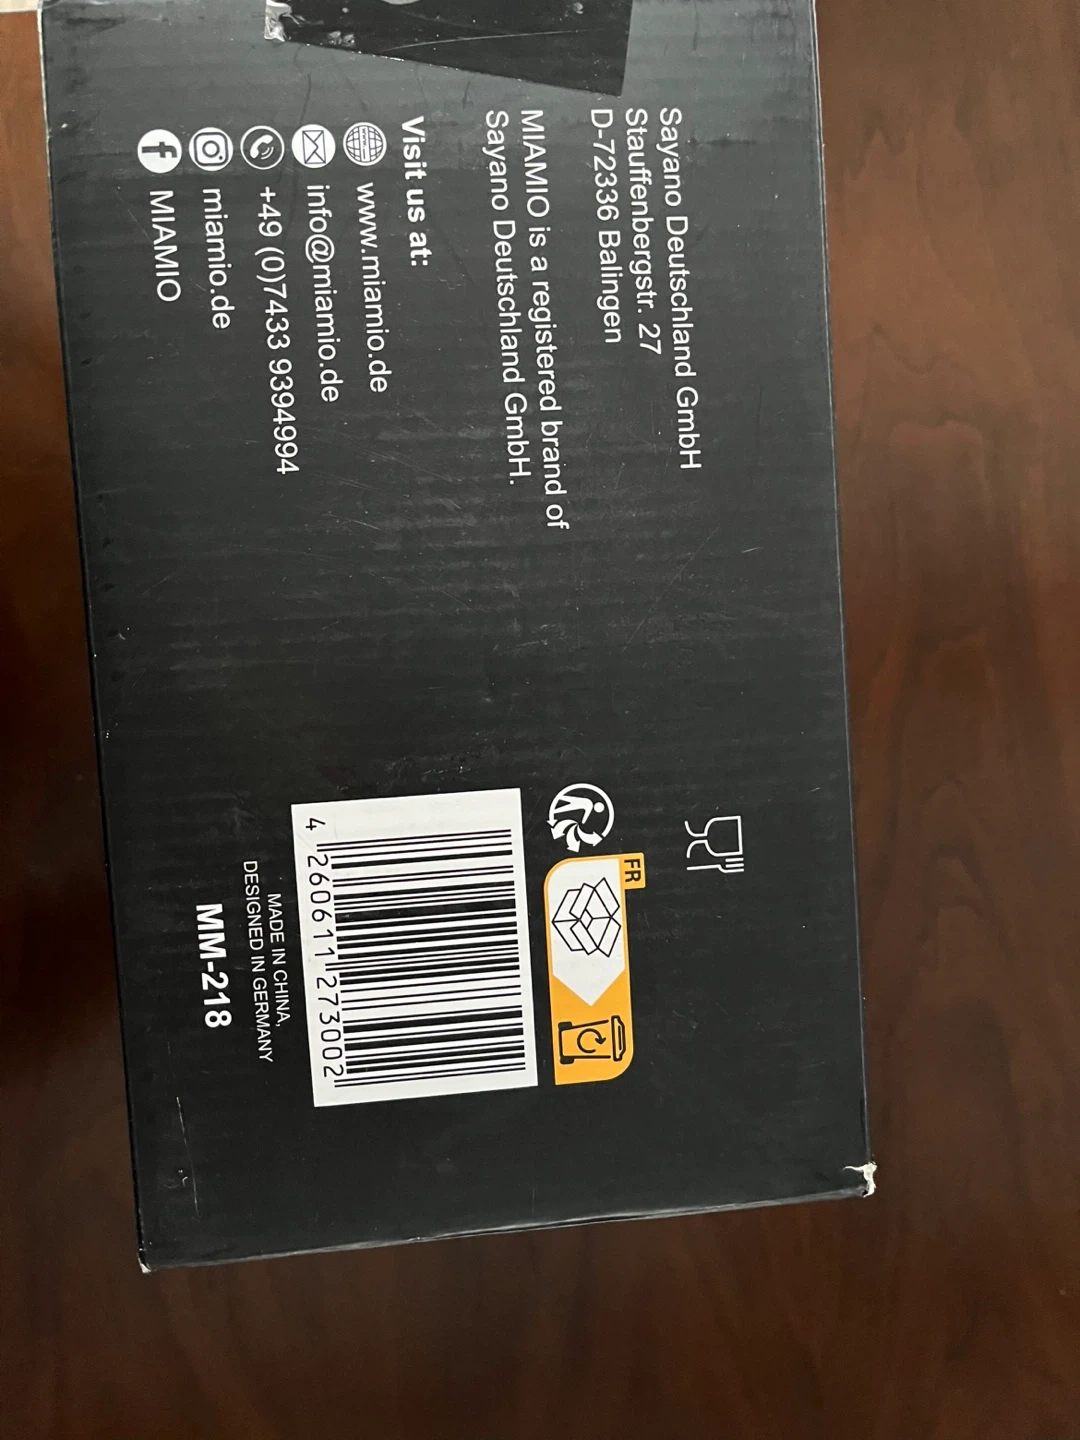 Sayano Deutschland GmbH
Stauffenbergstr. 27
D-72336 Balingen
MIAMIO is a registered brand of
Sayano Deutschland GmbH.
Visit us at:
www.miamio.de
info@miamio.de
+49 (0)7433 9394994
miamio.de
MIAMIO
FR
4 260611 273002
MADE IN CHINA,
DESIGNED IN GERMANY
MM-218